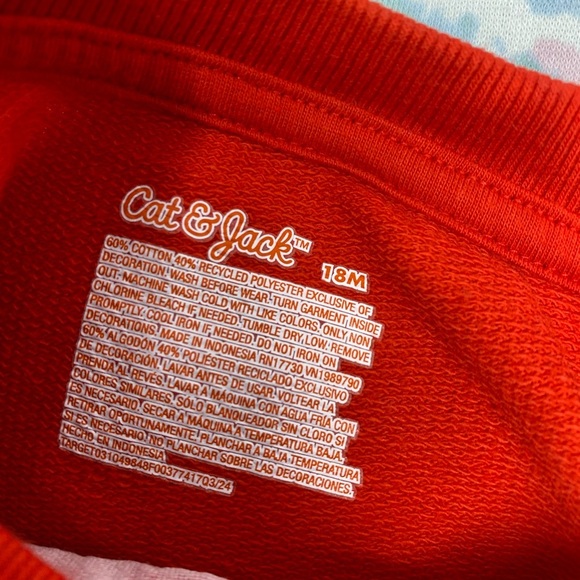 Cat & Jack™
18M
60% COTTON 40% RECYCLED POLYESTER EXCLUSIVE OF
DECORATION. WASH BEFORE WEAR. TURN GARMENT INSIDE
OUT. MACHINE WASH COLD WITH LIKE COLORS, ONLY NON
CHLORINE BLEACH IF NEEDED. TUMBLE DRY LOW. REMOVE
PROMPTLY. COOL IRON IF NEEDED. DO NOT IRON ON
DECORATIONS. MADE IN INDONESIA RN17730 VN1989790
60% ALGODÓN 40% POLIÉSTER RECICLADO EXCLUSIVO
DE DECORACIÓN. LAVAR ANTES DE USAR. VOLTEAR LA
PRENDA AL REVÉS. LAVAR A MÁQUINA CON AGUA FRÍA CON
COLORES SIMILARES. SÓLO BLANQUEADOR SIN CLORO SI
ES NECESARIO. SECAR A MÁQUINA A TEMPERATURA BAJA.
RETIRAR OPORTUNAMENTE. PLANCHAR A BAJA TEMPERATURA
SI ES NECESARIO. NO PLANCHAR SOBRE LAS DECORACIONES.
HECHO EN INDONESIA
TARGET031049848F0037741703/24